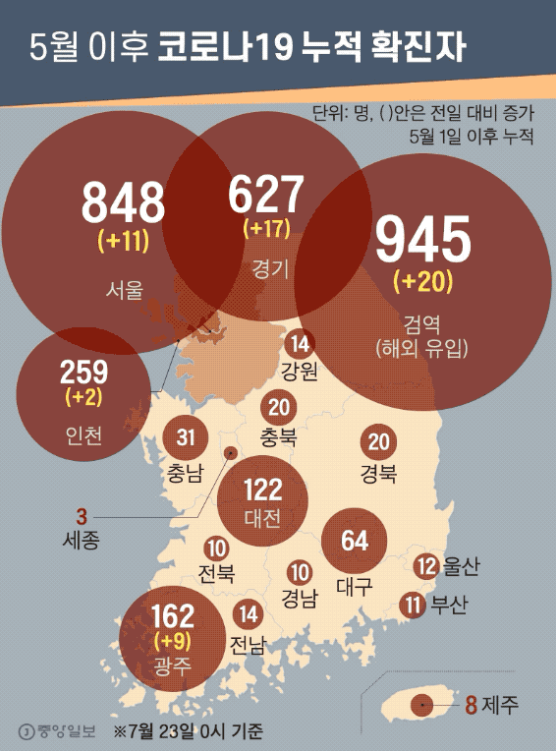 5월 이후 코로나19 누적 확진자
단위: 명, ( )안은 전일 대비 증가
5월 1일 이후 누적
848
(+11)
서울
627
(+17)
경기
945
(+20)
검역
(해외 유입)
259
(+2)
인천
14
강원
20
충북
31
충남
20
경북
122
대전
3
세종
64
대구
10
전북
10
경남
12 울산
11 부산
162
(+9)
광주
14
전남
8 제주
중앙일보 ※7월 23일 0시 기준